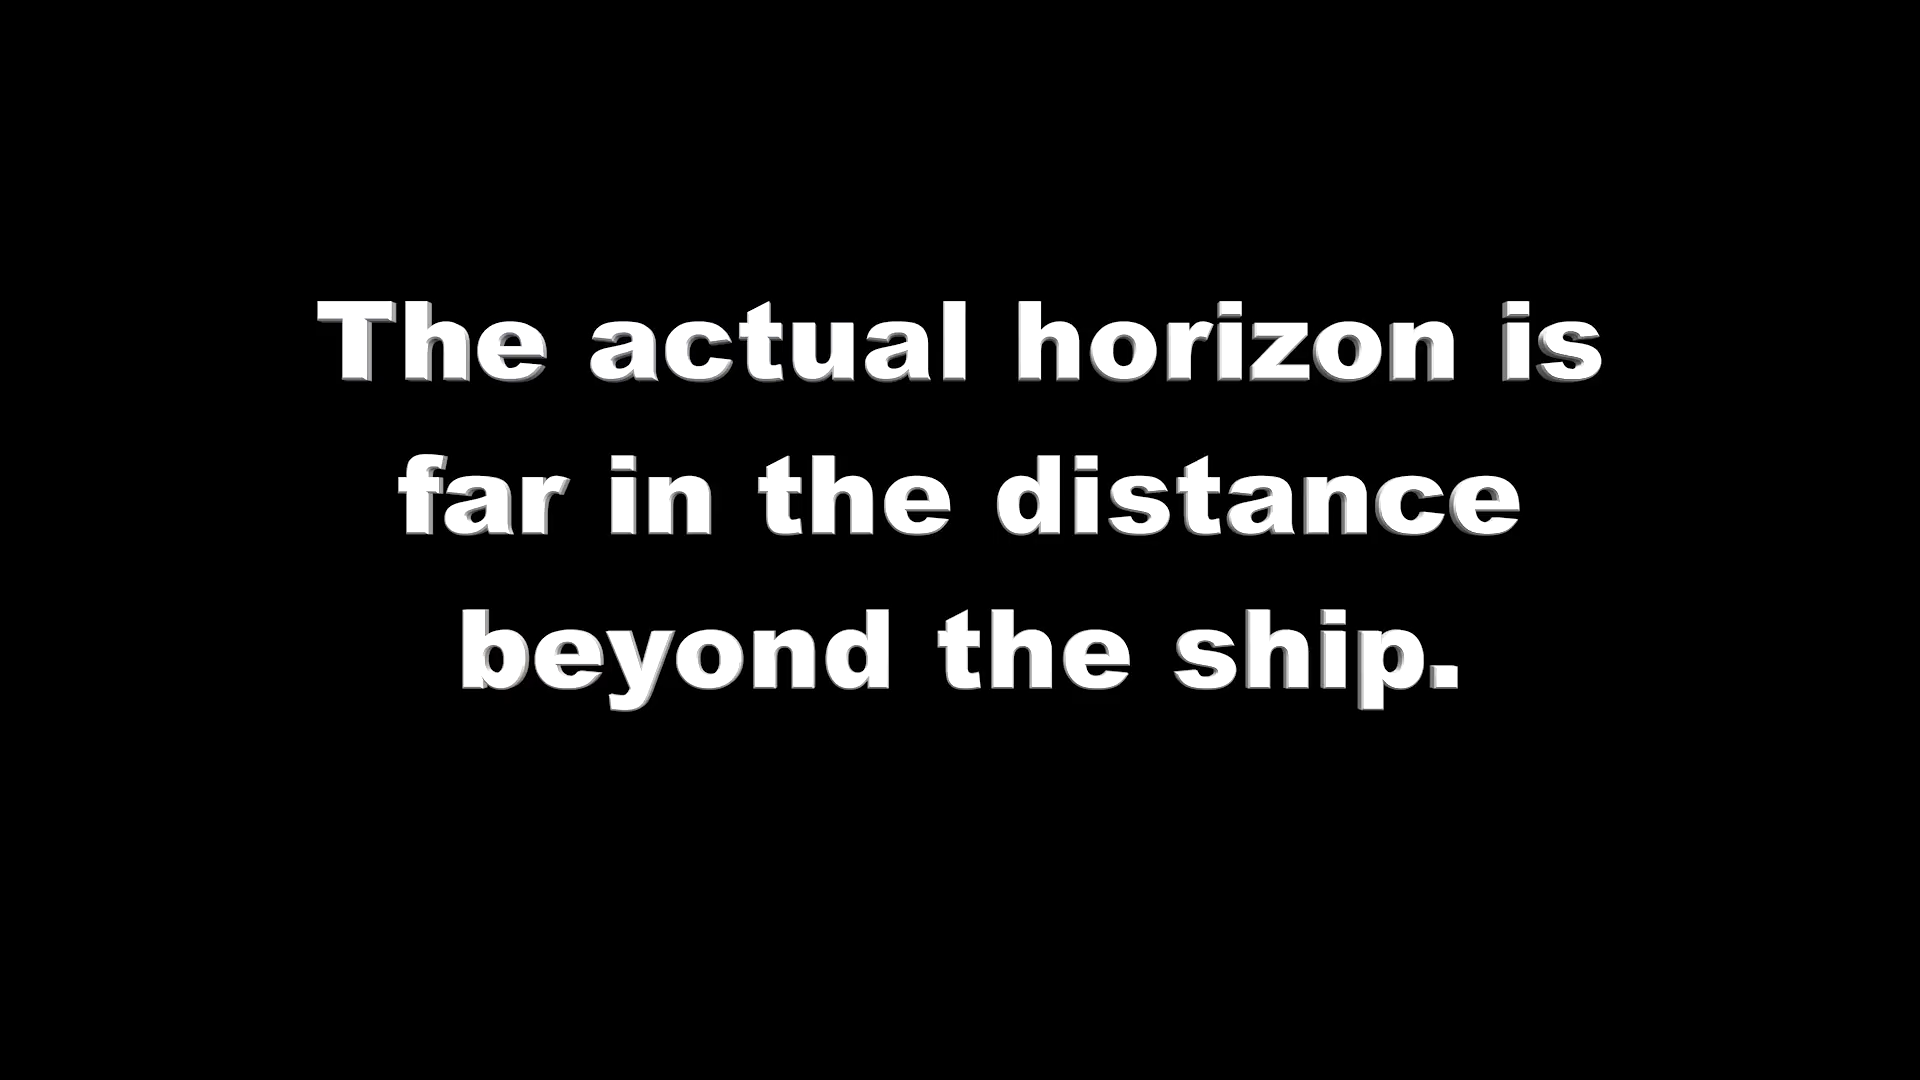 The actual horizon is
far in the distance
beyond the ship.